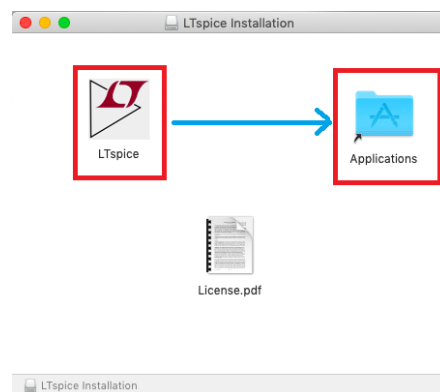 LTspice Installation
LTspice
Applications
License.pdf
LTspice Installation